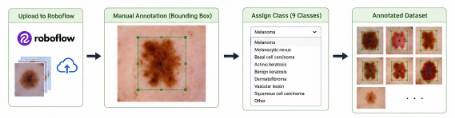 Upload to Roboflow
roboflow
Manual Annotation (Bounding Box)
Assign Class (9 Classes)
Melanoma
Melanoma
Melanocytic nevus
Basal cell carcinoma
Actinic keratosis
Benign keratosis
Dermatofibroma
Vascular lesion
Squamous cell carcinoma
Other
Annotated Dataset
. . .